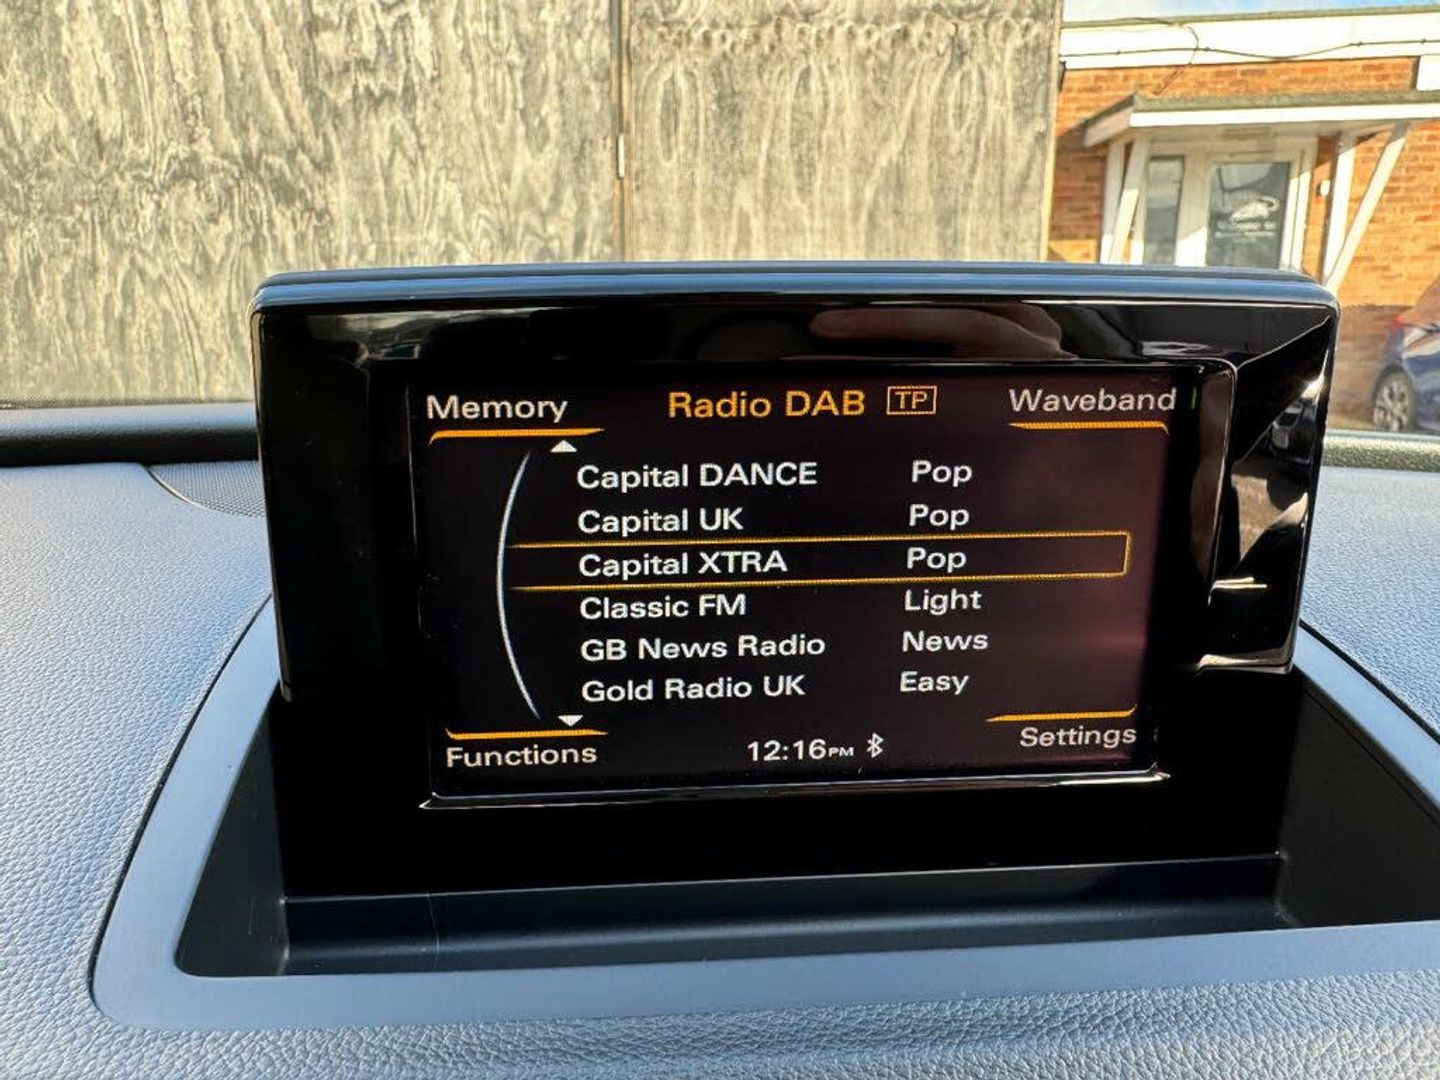 Memory Radio DAB TP Waveband
Capital DANCE Pop
Capital UK Pop
Capital XTRA Pop
Classic FM Light
GB News Radio News
Gold Radio UK Easy
Functions 12:16PM Settings